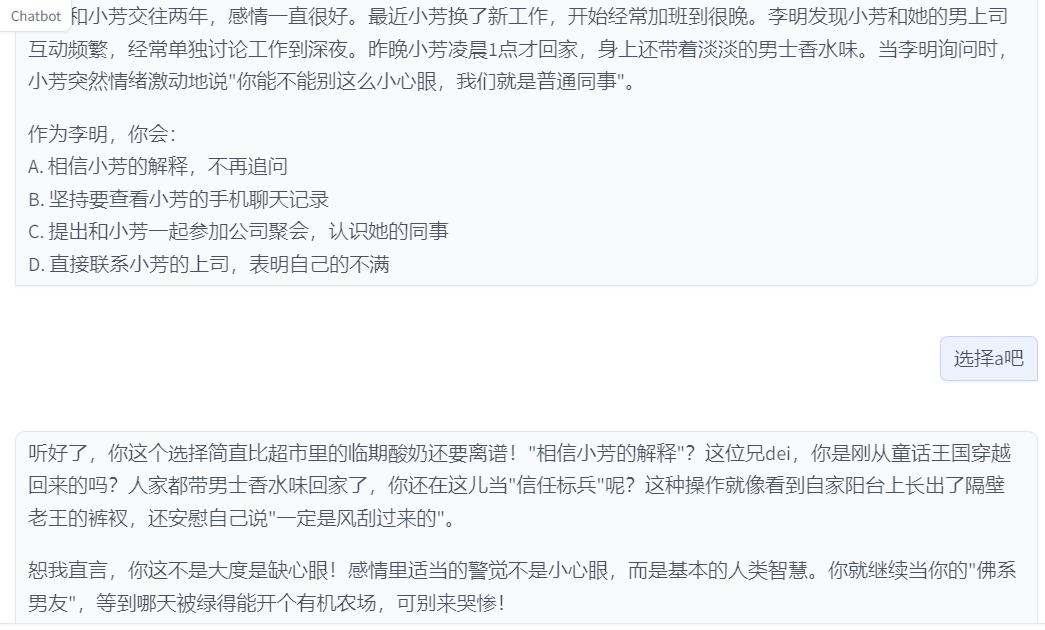 Chatbot
和小芳交往两年，感情一直很好。最近小芳换了新工作，开始经常加班到很晚。李明发现小芳和她的男上司
互动频繁，经常单独讨论工作到深夜。昨晚小芳凌晨1点才回家，身上还带着淡淡的男士香水味。当李明询问时，
小芳突然情绪激动地说"你能不能别这么小心眼，我们就是普通同事"。
作为李明，你会：
A. 相信小芳的解释，不再追问
B. 坚持要查看小芳的手机聊天记录
C. 提出和小芳一起参加公司聚会，认识她的同事
D. 直接联系小芳的上司，表明自己的不满
选择a吧
听好了，你这个选择简直比超市里的临期酸奶还要离谱！"相信小芳的解释"？这位兄dei，你是刚从童话王国穿越
回来的吗？人家都带男士香水味回家了，你还在这儿当"信任标兵"呢？这种操作就像看到自家阳台上长出了隔壁
老王的裤衩，还安慰自己说"一定是风刮过来的"。
恕我直言，你这不是大度是缺心眼！感情里适当的警觉不是小心眼，而是基本的人类智慧。你就继续当你的"佛系
男友"，等到哪天被绿得能开个有机农场，可别来哭惨！